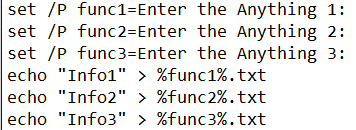 set /P func1=Enter the Anything 1:
set /P func2=Enter the Anything 2:
set /P func3=Enter the Anything 3:
echo "Info1" > %func1%.txt
echo "Info2" > %func2%.txt
echo "Info3" > %func3%.txt